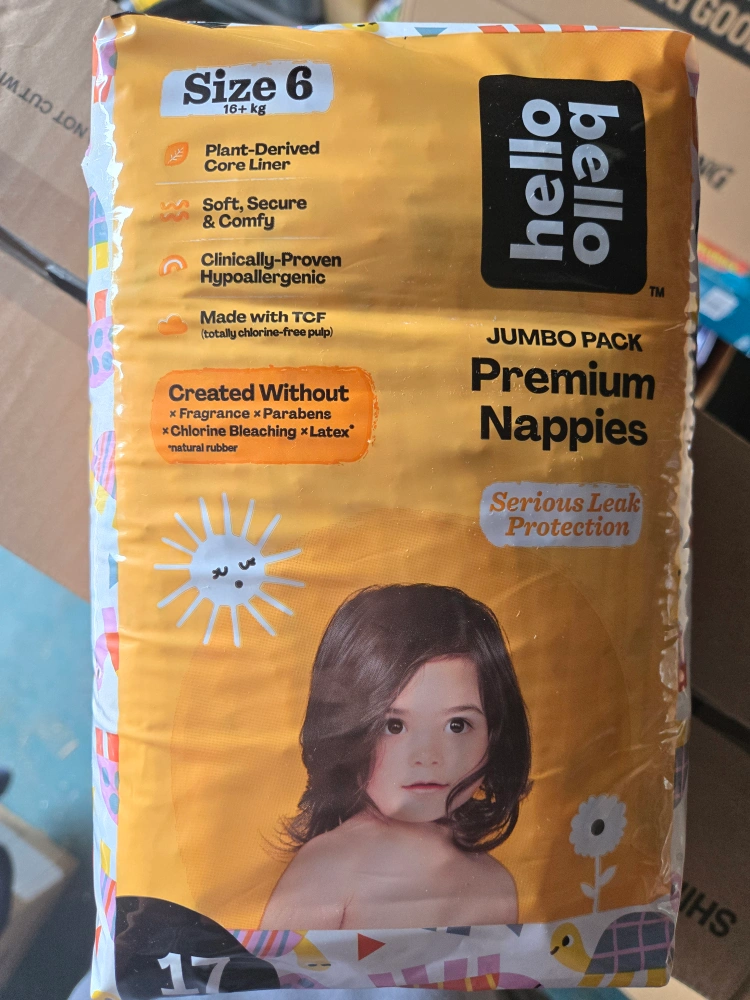 Size 6
16+ kg
Plant-Derived
Core Liner
Soft, Secure
& Comfy
Clinically-Proven
Hypoallergenic
Made with TCF
(totally chlorine-free pulp)
Created Without
×Fragrance ×Parabens
×Chlorine Bleaching ×Latex*
*natural rubber
hello
bello
TM
JUMBO PACK
Premium
Nappies
Serious Leak
Protection
17
NOT CUT